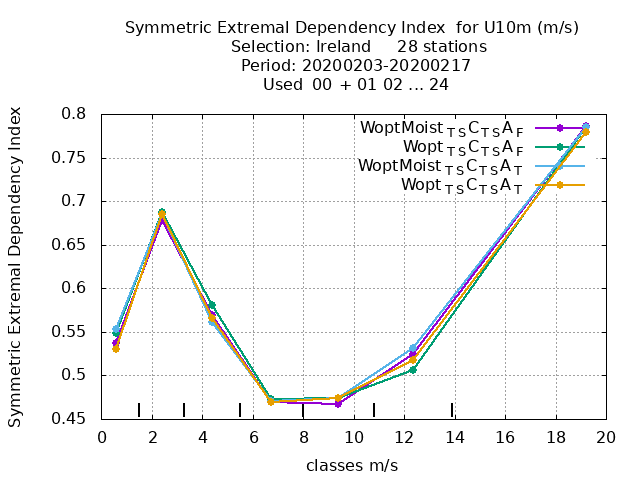 Symmetric Extremal Dependency Index for U10m (m/s)
Selection: Ireland 28 stations
Period: 20200203-20200217
Used 00 + 01 02 ... 24
Symmetric Extremal Dependency Index
0.8
0.75
0.7
0.65
0.6
0.55
0.5
0.45
WoptMoist TS C TS A F
Wopt TS C TS A F
WoptMoist TS C TS A T
Wopt TS C TS A T
0 2 4 6 8 10 12 14 16 18 20
classes m/s